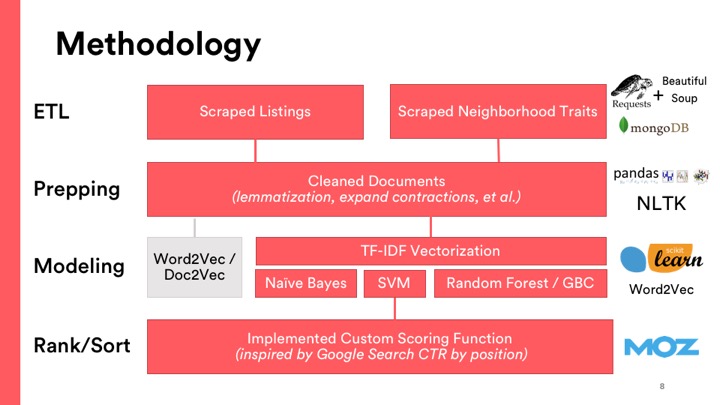 Methodology
ETL
Scraped Listings
Scraped Neighborhood Traits
Requests
+
Beautiful
Soup
mongoDB
Prepping
Cleaned Documents
(lemmatization, expand contractions, et al.)
pandas
NLTK
Modeling
Word2Vec /
Doc2Vec
TF-IDF Vectorization
Naïve Bayes
SVM
Random Forest / GBC
scikit
learn
Word2Vec
Rank/Sort
Implemented Custom Scoring Function
(inspired by Google Search CTR by position)
MOZ
8